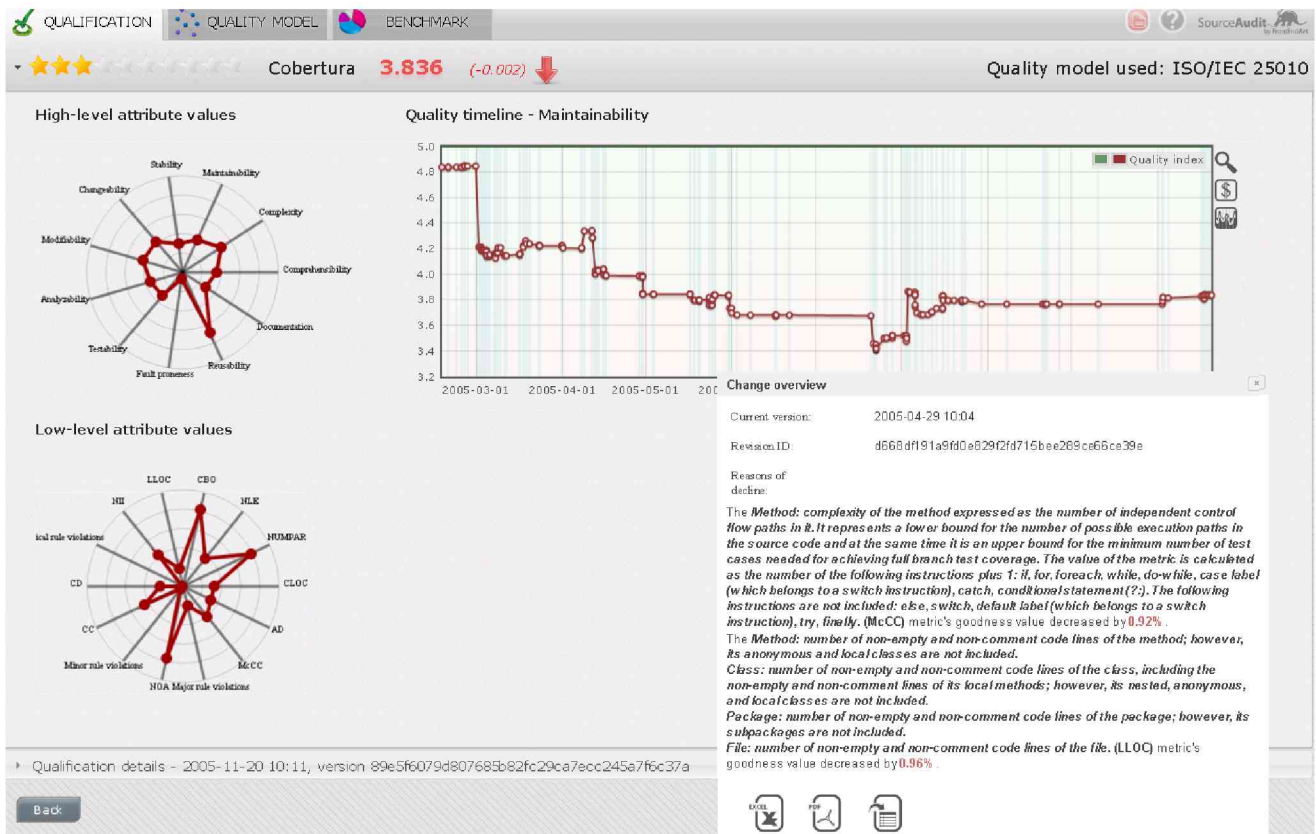 QUALIFICATION
QUALITY MODEL
BENCHMARK
SourceAudit
by FrontEndArt
Cobertura 3.836 (-0.002)
Quality model used: ISO/IEC 25010
High-level attribute values
Stability
Maintainability
Changeability
Complexity
Modifiability
Comprehensibility
Analyzability
Documentation
Testability
Reusability
Fault proneness
Quality timeline - Maintainability
Quality index
5.0
4.8
4.6
4.4
4.2
4.0
3.8
3.6
3.4
3.2
2005-03-01 2005-04-01 2005-05-01 200
Low-level attribute values
LLOC CBO
NII NLE
ical rule violations NUMPAR
CD CLOC
CC AD
Minor rule violations McCC
NOA Major rule violations
Change overview
Current version: 2005-04-29 10:04
Revision ID: d668df191a9fd0e829f2fd715bee289ce66ce39e
Reasons of
decline:
The Method: complexity of the method expressed as the number of independent control
flow paths in it. It represents a lower bound for the number of possible execution paths in
the source code and at the same time it is an upper bound for the minimum number of test
cases needed for achieving full branch test coverage. The value of the metric is calculated
as the number of the following instructions plus 1: if, for, foreach, while, do-while, case label
(which belongs to a switch instruction), catch, conditional statement (?:). The following
instructions are not included: else, switch, default label (which belongs to a switch
instruction), try, finally. (McCC) metric's goodness value decreased by 0.92% .
The Method: number of non-empty and non-comment code lines of the method; however,
its anonymous and local classes are not included.
Class: number of non-empty and non-comment code lines of the class, including the
non-empty and non-comment lines of its local methods; however, its nested, anonymous,
and local classes are not included.
Package: number of non-empty and non-comment code lines of the package; however, its
subpackages are not included.
File: number of non-empty and non-comment code lines of the file. (LLOC) metric's
goodness value decreased by 0.96% .
EXCEL
PDF
Qualification details - 2005-11-20 10:11, version 89e5f6079d807685b82fc29ca7ecc245a7f6c37a
Back